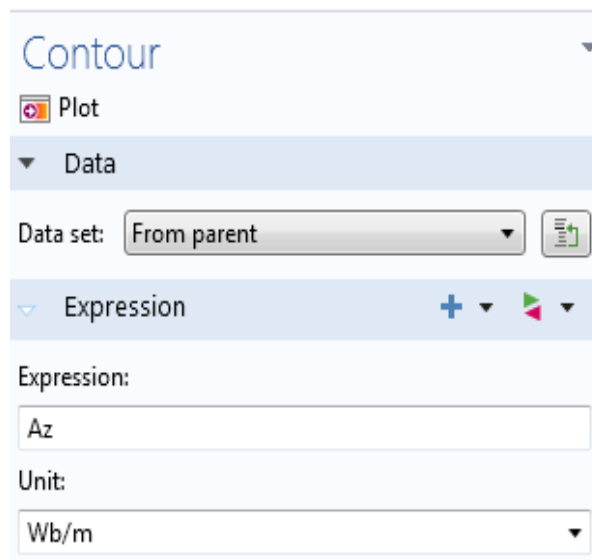 Contour
Plot
Data
Data set: From parent
Expression
Expression:
Az
Unit:
Wb/m